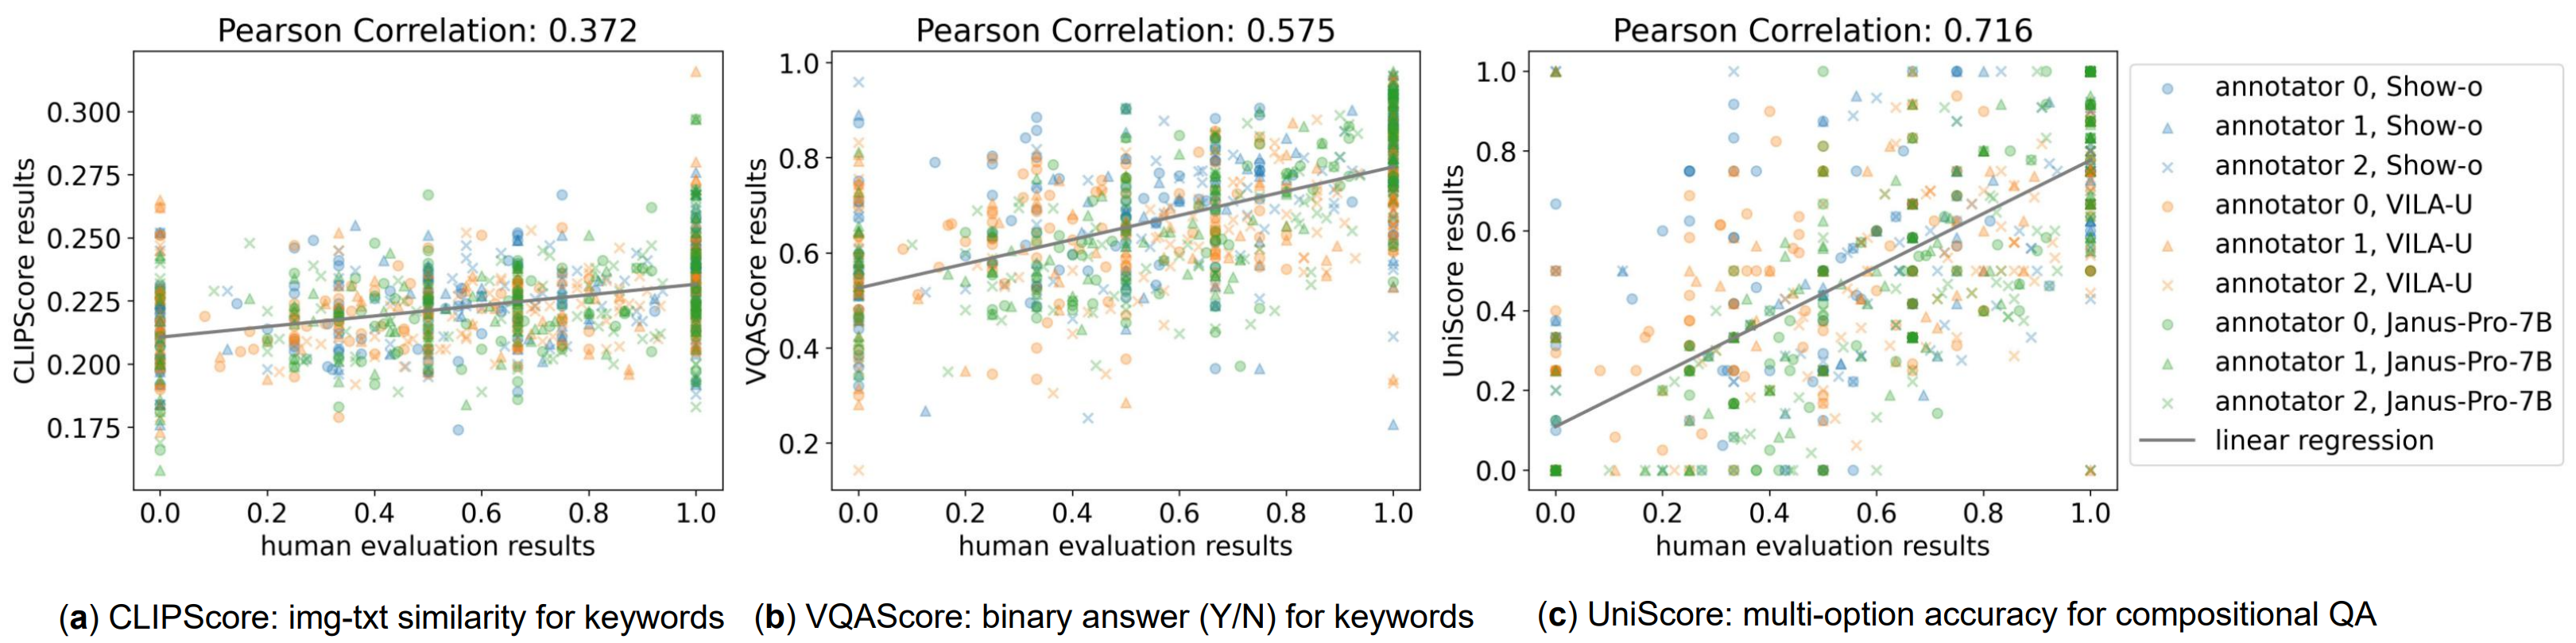 Pearson Correlation: 0.372
CLIPScore results
0.300
0.275
0.250
0.225
0.200
0.175
0.0 0.2 0.4 0.6 0.8 1.0
human evaluation results
(a) CLIPScore: img-txt similarity for keywords
Pearson Correlation: 0.575
VQAScore results
1.0
0.8
0.6
0.4
0.2
0.0 0.2 0.4 0.6 0.8 1.0
human evaluation results
(b) VQAScore: binary answer (Y/N) for keywords
Pearson Correlation: 0.716
UniScore results
1.0
0.8
0.6
0.4
0.2
0.0
0.0 0.2 0.4 0.6 0.8 1.0
human evaluation results
(c) UniScore: multi-option accuracy for compositional QA
annotator 0, Show-o
annotator 1, Show-o
annotator 2, Show-o
annotator 0, VILA-U
annotator 1, VILA-U
annotator 2, VILA-U
annotator 0, Janus-Pro-7B
annotator 1, Janus-Pro-7B
annotator 2, Janus-Pro-7B
linear regression